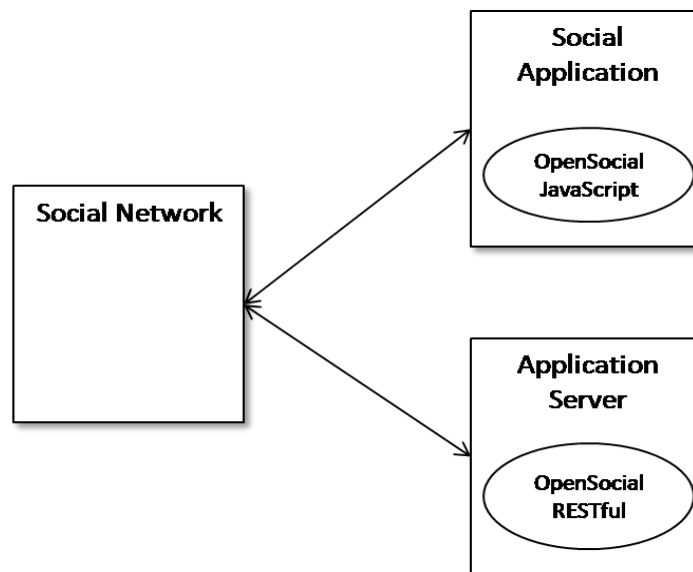 Social
Application
OpenSocial
JavaScript
Social Network
Application
Server
OpenSocial
RESTful